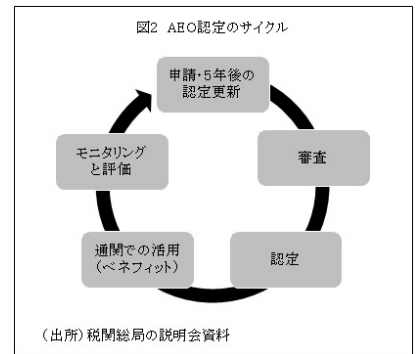 図2 AEO認定のサイクル
申請・5年後の
認定更新
審査
認定
通関での活用
(ベネフィット)
モニタリング
と評価
(出所)税関総局の説明会資料